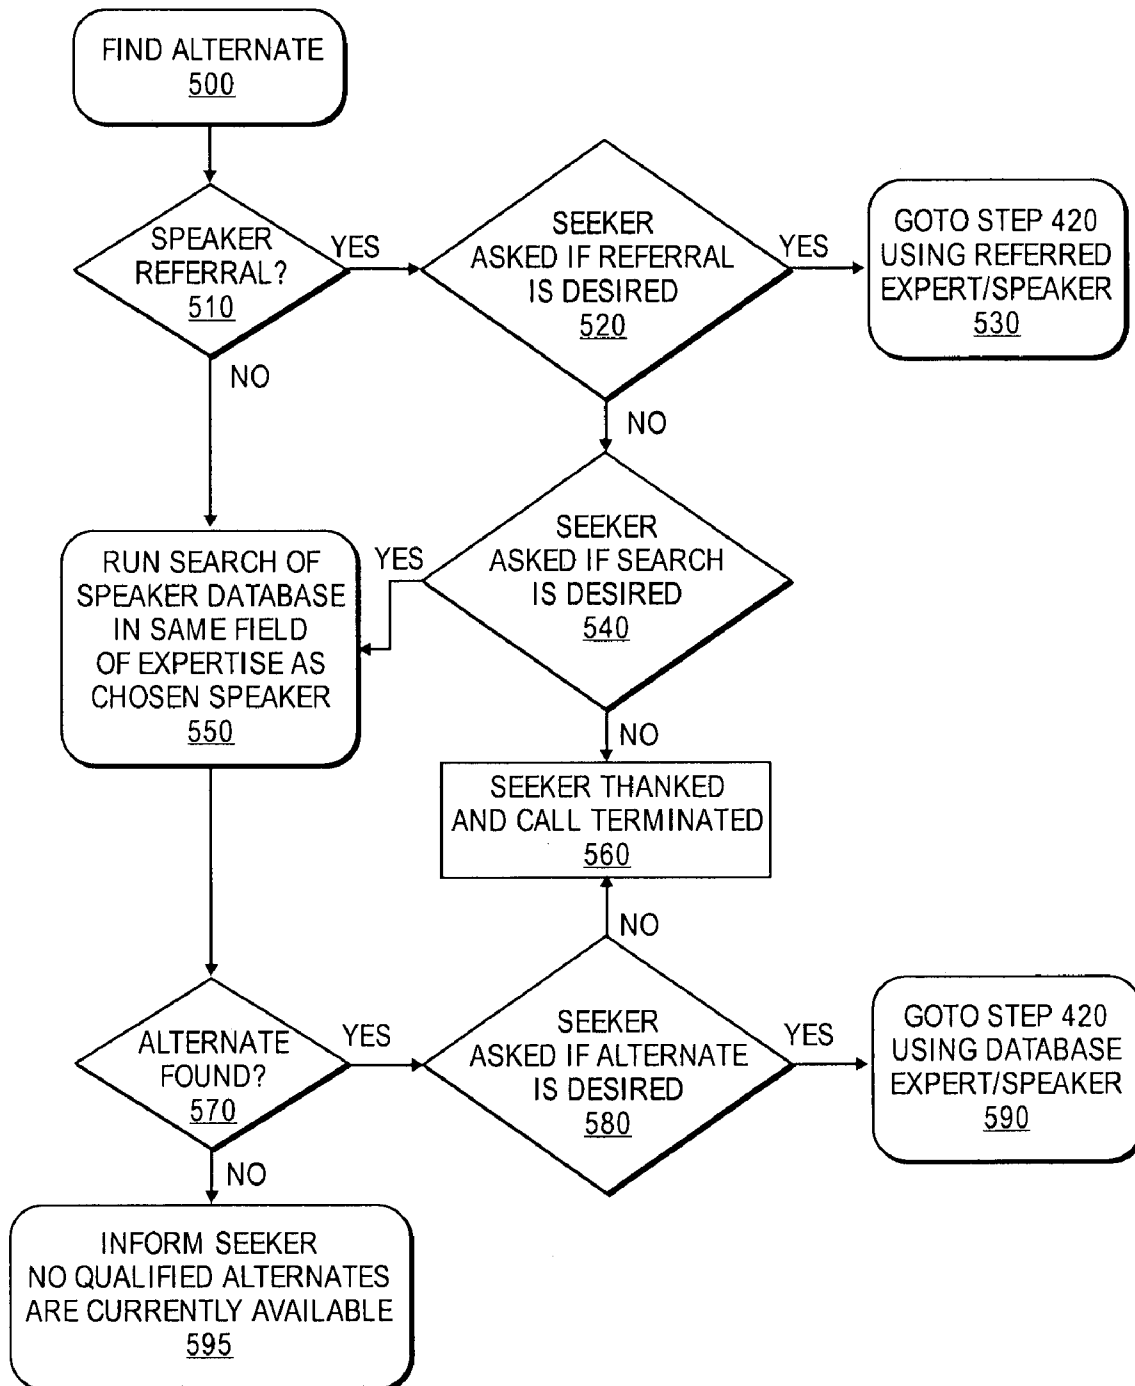 FIND ALTERNATE
500
SPEAKER
REFERRAL?
510
YES
SEEKER
ASKED IF REFERRAL
IS DESIRED
520
YES
GOTO STEP 420
USING REFERRED
EXPERT/SPEAKER
530
NO
NO
SEEKER
ASKED IF SEARCH
IS DESIRED
540
YES
RUN SEARCH OF
SPEAKER DATABASE
IN SAME FIELD
OF EXPERTISE AS
CHOSEN SPEAKER
550
NO
SEEKER THANKED
AND CALL TERMINATED
560
NO
ALTERNATE
FOUND?
570
YES
SEEKER
ASKED IF ALTERNATE
IS DESIRED
580
YES
GOTO STEP 420
USING DATABASE
EXPERT/SPEAKER
590
NO
INFORM SEEKER
NO QUALIFIED ALTERNATES
ARE CURRENTLY AVAILABLE
595